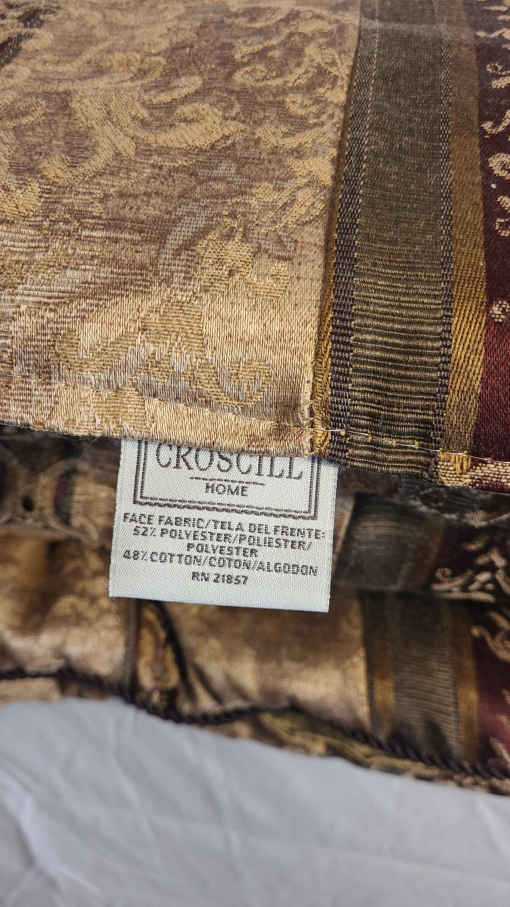 CROSCILL
HOME
FACE FABRIC/TELA DEL FRENTE:
52% POLYESTER/POLIESTER/
POLYESTER
48% COTTON/COTON/ALGODON
RN 21857